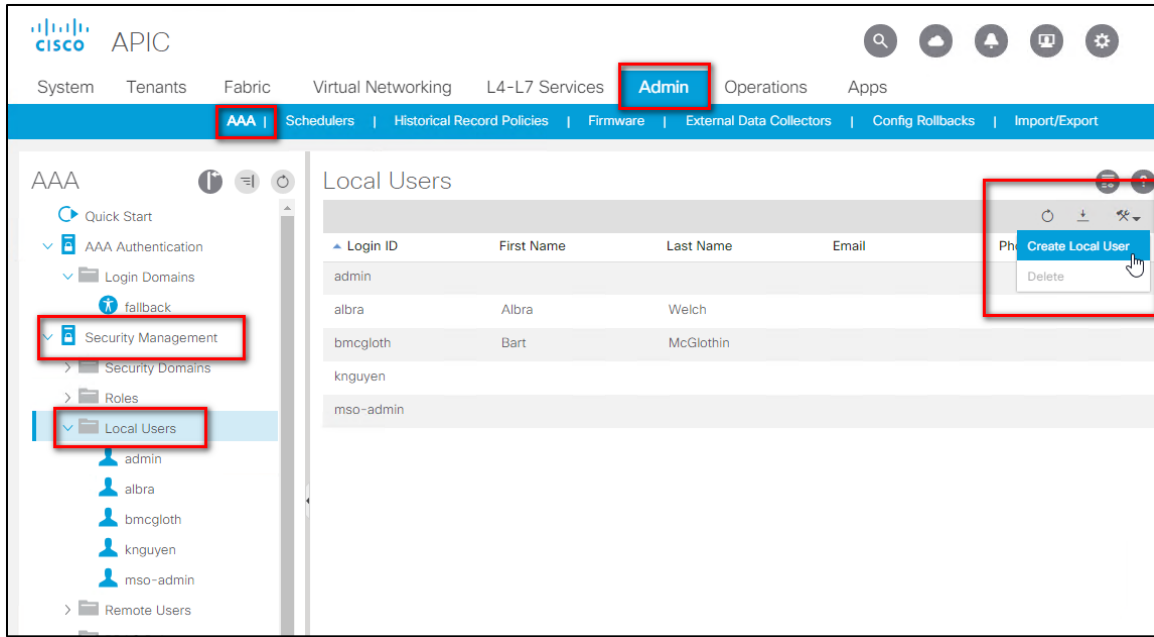 CISCO APIC
System Tenants Fabric Virtual Networking L4-L7 Services Admin Operations Apps
AAA | Schedulers | Historical Record Policies | Firmware | External Data Collectors | Config Rollbacks | Import/Export
AAA
Quick Start
AAA Authentication
Login Domains
fallback
Security Management
Security Domains
Roles
Local Users
admin
albra
bmcgloth
knguyen
mso-admin
Remote Users
Local Users
?
Login ID First Name Last Name Email
Create Local User
Delete
admin
albra Albra Welch
bmcgloth Bart McGlothin
knguyen
mso-admin